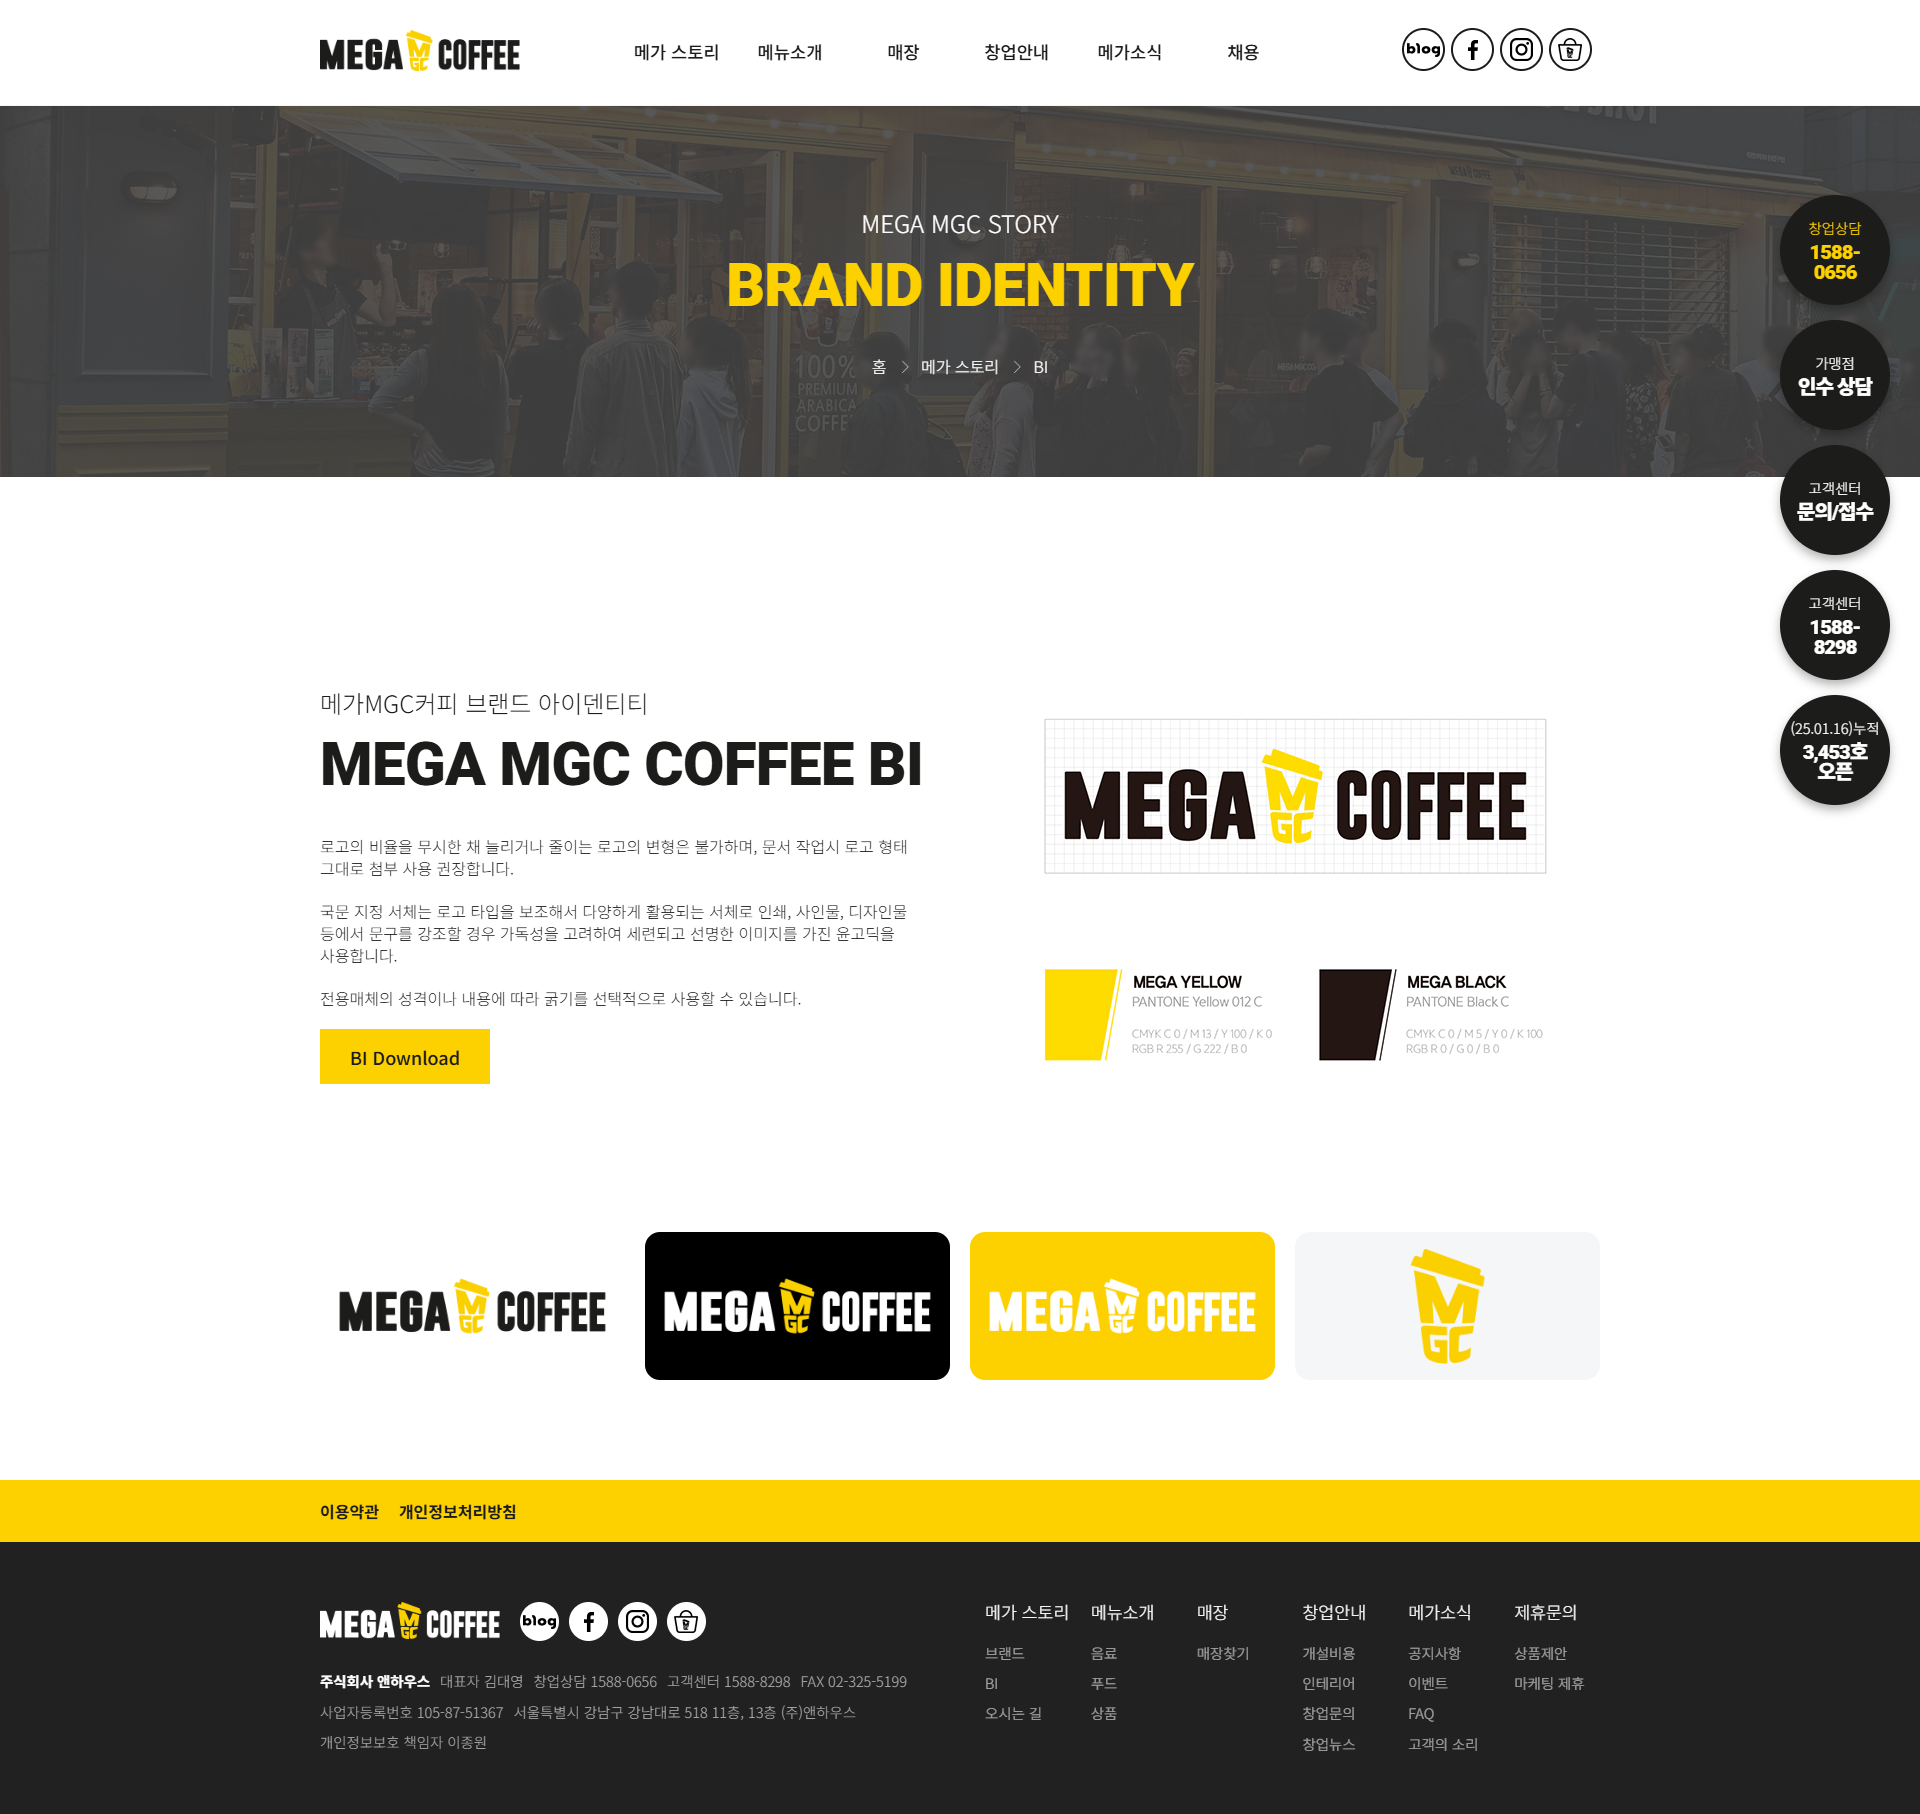 MEGA MGC COFFEE
메가 스토리
메뉴소개
매장
창업안내
메가소식
채용
blog
MEGA MGC STORY
BRAND IDENTITY
홈 > 메가 스토리 > BI
100%
PREMIUM
ARABICA
COFFEE
창업상담
1588-
0656
가맹점
인수 상담
고객센터
문의/접수
고객센터
1588-
8298
(25.01.16)누적
3,453호
오픈
메가MGC커피 브랜드 아이덴티티
MEGA MGC COFFEE BI
로고의 비율을 무시한 채 늘리거나 줄이는 로고의 변형은 불가하며, 문서 작업시 로고 형태
그대로 첨부 사용 권장합니다.
국문 지정 서체는 로고 타입을 보조해서 다양하게 활용되는 서체로 인쇄, 사인물, 디자인물
등에서 문구를 강조할 경우 가독성을 고려하여 세련되고 선명한 이미지를 가진 윤고딕을
사용합니다.
전용매체의 성격이나 내용에 따라 굵기를 선택적으로 사용할 수 있습니다.
BI Download
MEGA MGC COFFEE
MEGA YELLOW
PANTONE Yellow 012 C
CMYK C 0 / M 13 / Y 100 / K 0
RGB R 255 / G 222 / B 0
MEGA BLACK
PANTONE Black C
CMYK C 0 / M 5 / Y 0 / K 100
RGB R 0 / G 0 / B 0
MEGA MGC COFFEE
MEGA MGC COFFEE
MEGA MGC COFFEE
MGC
이용약관
개인정보처리방침
MEGA MGC COFFEE
blog
주식회사 앤하우스 대표자 김대영 창업상담 1588-0656 고객센터 1588-8298 FAX 02-325-5199
사업자등록번호 105-87-51367 서울특별시 강남구 강남대로 518 11층, 13층 (주)앤하우스
개인정보보호 책임자 이종원
메가 스토리
브랜드
BI
오시는 길
메뉴소개
음료
푸드
상품
매장
매장찾기
창업안내
개설비용
인테리어
창업문의
창업뉴스
메가소식
공지사항
이벤트
FAQ
고객의 소리
제휴문의
상품제안
마케팅 제휴